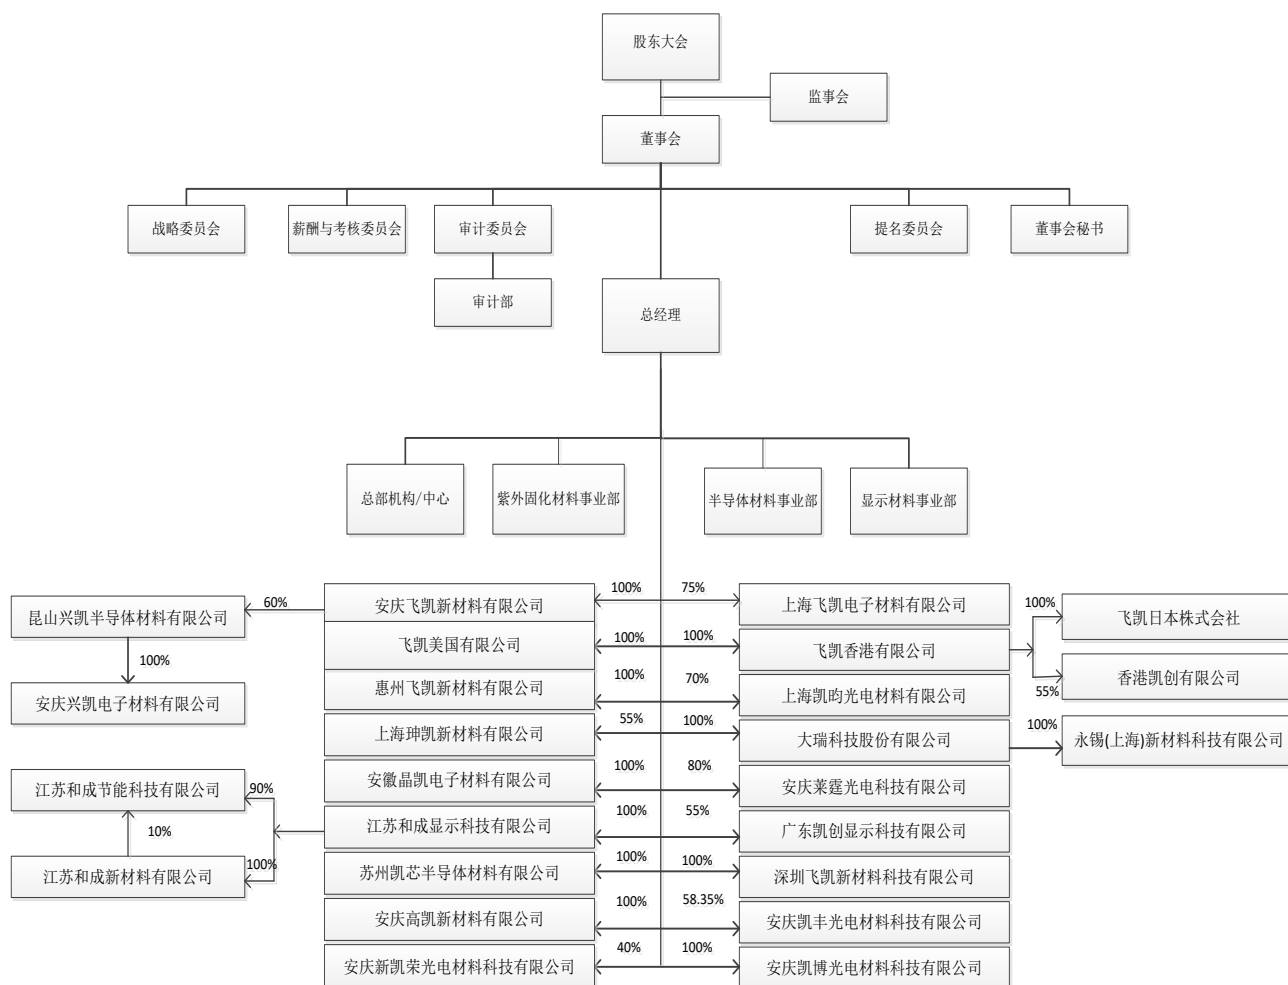 股东大会
监事会
董事会
战略委员会
薪酬与考核委员会
审计委员会
提名委员会
董事会秘书
审计部
总经理
总部机构/中心
紫外固化材料事业部
半导体材料事业部
显示材料事业部
昆山兴凯半导体材料有限公司
60%
安庆飞凯新材料有限公司
100%
75%
上海飞凯电子材料有限公司
100%
飞凯日本株式会社
飞凯美国有限公司
100%
100%
飞凯香港有限公司
100%
安庆兴凯电子材料有限公司
惠州飞凯新材料有限公司
100%
70%
上海凯昀光电材料有限公司
55%
香港凯创有限公司
上海珅凯新材料有限公司
55%
100%
大瑞科技股份有限公司
100%
永锡(上海)新材料科技有限公司
江苏和成节能科技有限公司
90%
安徽晶凯电子材料有限公司
100%
80%
安庆莱霆光电科技有限公司
10%
江苏和成显示科技有限公司
100%
55%
广东凯创显示科技有限公司
江苏和成新材料有限公司
100%
苏州凯芯半导体材料有限公司
100%
100%
深圳飞凯新材料科技有限公司
安庆高凯新材料有限公司
100%
58.35%
安庆凯丰光电材料科技有限公司
安庆新凯荣光电材料科技有限公司
40%
100%
安庆凯博光电材料科技有限公司